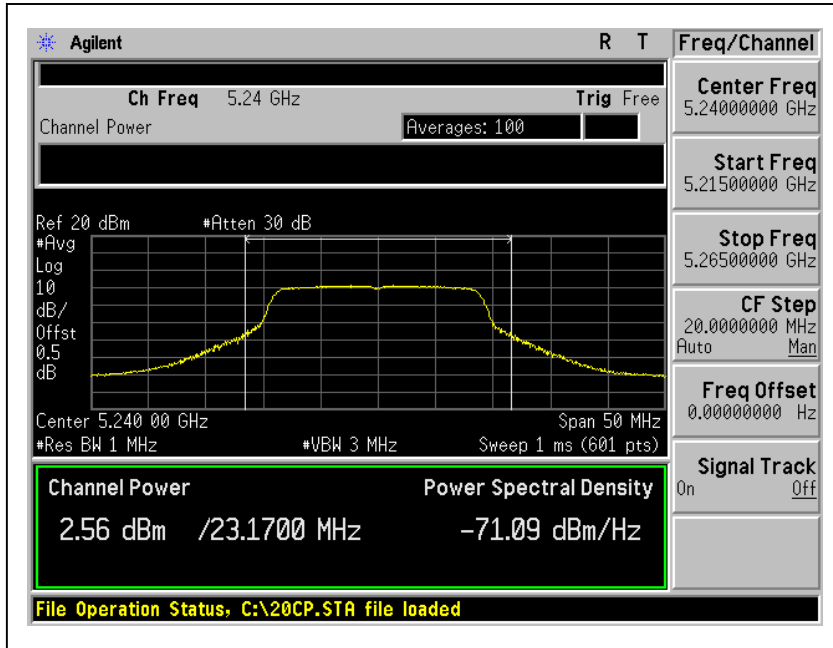 Agilent R T Freq/Channel
Ch Freq 5.24 GHz Trig Free
Channel Power Averages: 100
Center Freq
5.24000000 GHz
Start Freq
5.21500000 GHz
Stop Freq
5.26500000 GHz
CF Step
20.0000000 MHz
Auto Man
Freq Offset
0.00000000 Hz
Signal Track
On Off
Ref 20 dBm #Atten 30 dB
#Avg
Log
10
dB/
Offst
0.5
dB
Center 5.240 00 GHz Span 50 MHz
#Res BW 1 MHz #VBW 3 MHz Sweep 1 ms (601 pts)
Channel Power Power Spectral Density
2.56 dBm /23.1700 MHz -71.09 dBm/Hz
File Operation Status, C:\20CP.STA file loaded